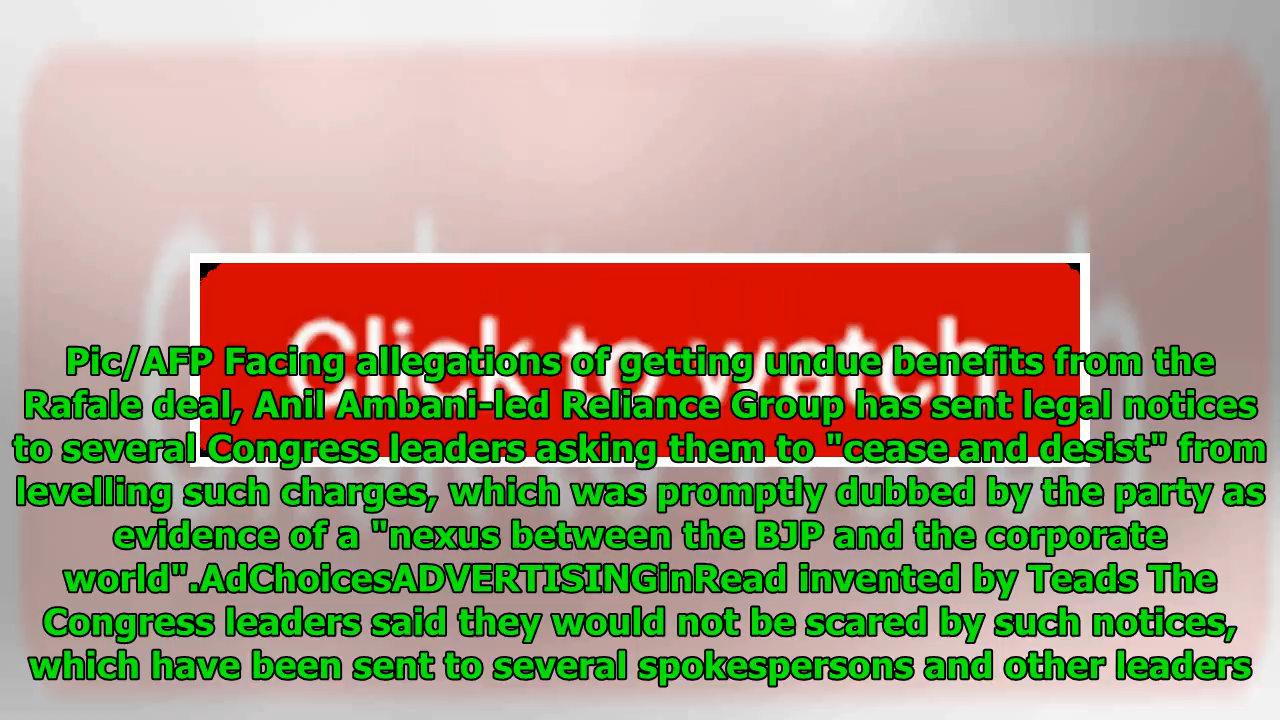 Click to watch
Pic/AFP Facing allegations of getting undue benefits from the
Rafale deal, Anil Ambani-led Reliance Group has sent legal notices
to several Congress leaders asking them to "cease and desist" from
levelling such charges, which was promptly dubbed by the party as
evidence of a "nexus between the BJP and the corporate
world".AdChoicesADVERTISINGinRead invented by Teads The
Congress leaders said they would not be scared by such notices,
which have been sent to several spokespersons and other leaders